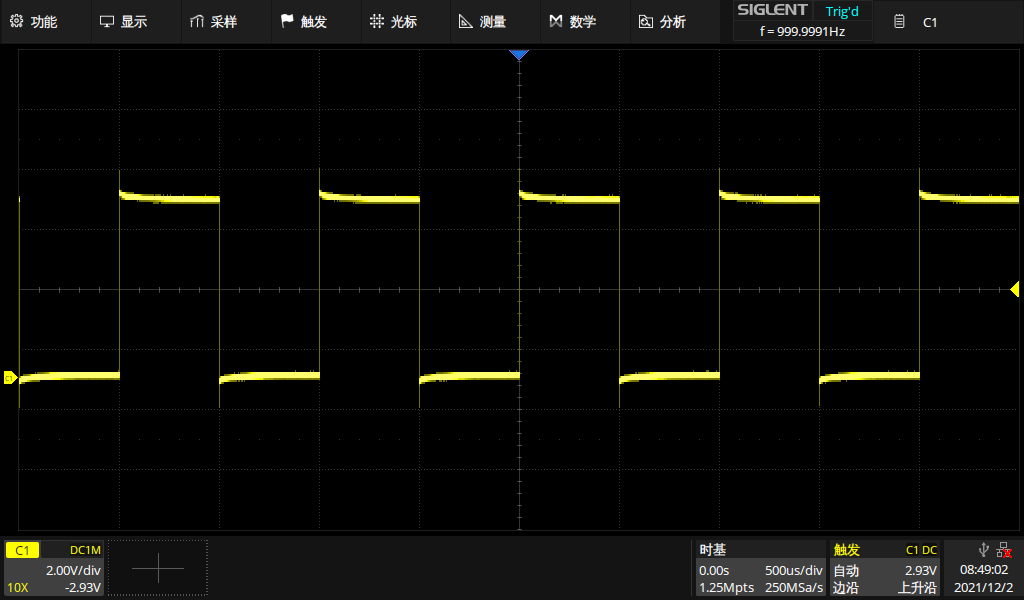 功能 显示 采样 触发 光标 测量 数学 分析 SIGLENT Trig'd C1
f = 999.9991Hz
C1 DC1M 时基 触发 C1 DC
2.00V/div 0.00s 500us/div 自动 2.93V 08:49:02
10X -2.93V 1.25Mpts 250MSa/s 边沿 上升沿 2021/12/2